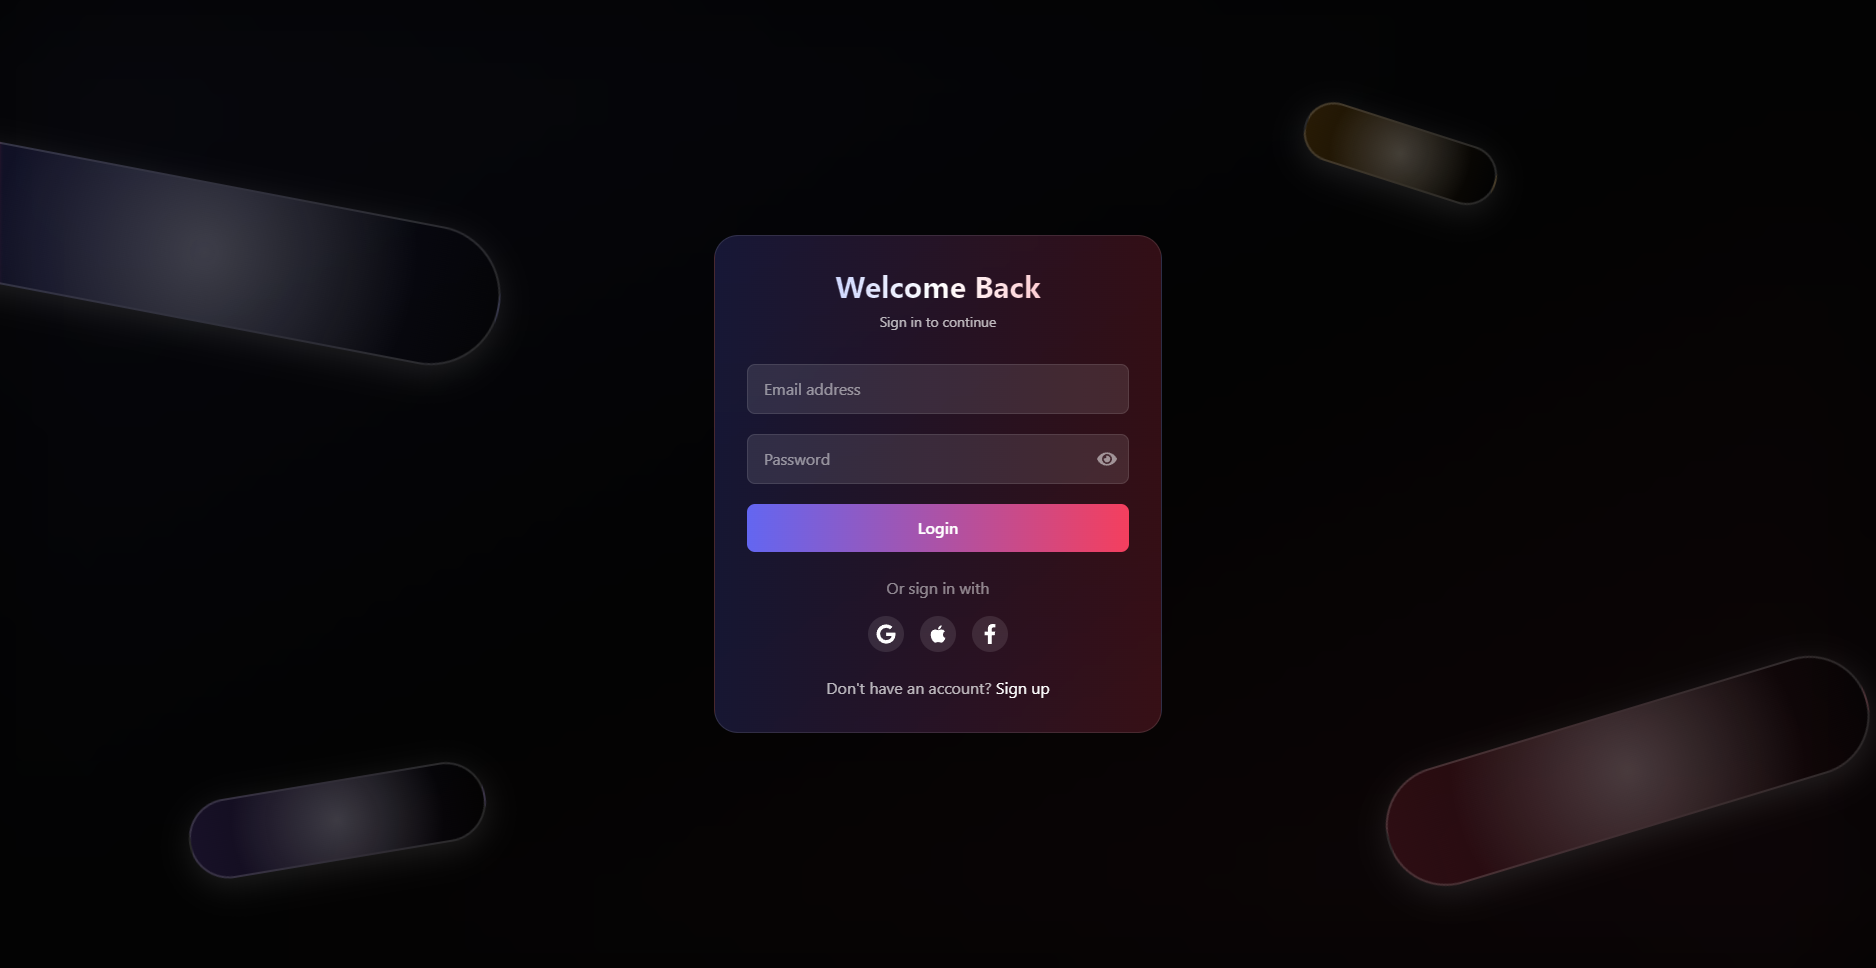 Welcome Back
Sign in to continue
Email address
Password
Login
Or sign in with
Don't have an account? Sign up